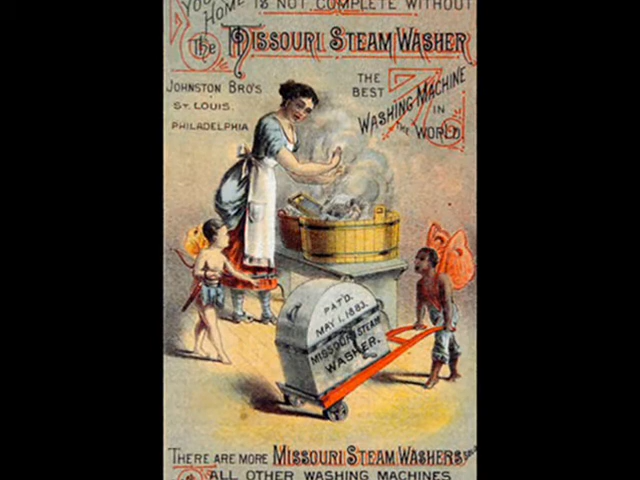 YOUR HOME IS NOT COMPLETE WITHOUT
The MISSOURI STEAM WASHER
JOHNSTON BRO'S
ST. LOUIS.
PHILADELPHIA
THE
BEST
WASHING MACHINE
IN
THE WORLD
PAT'D.
MAY 1, 1883.
MISSOURI STEAM
WASHER.
THERE ARE MORE MISSOURI STEAM WASHERS SOLD
ALL OTHER WASHING MACHINES